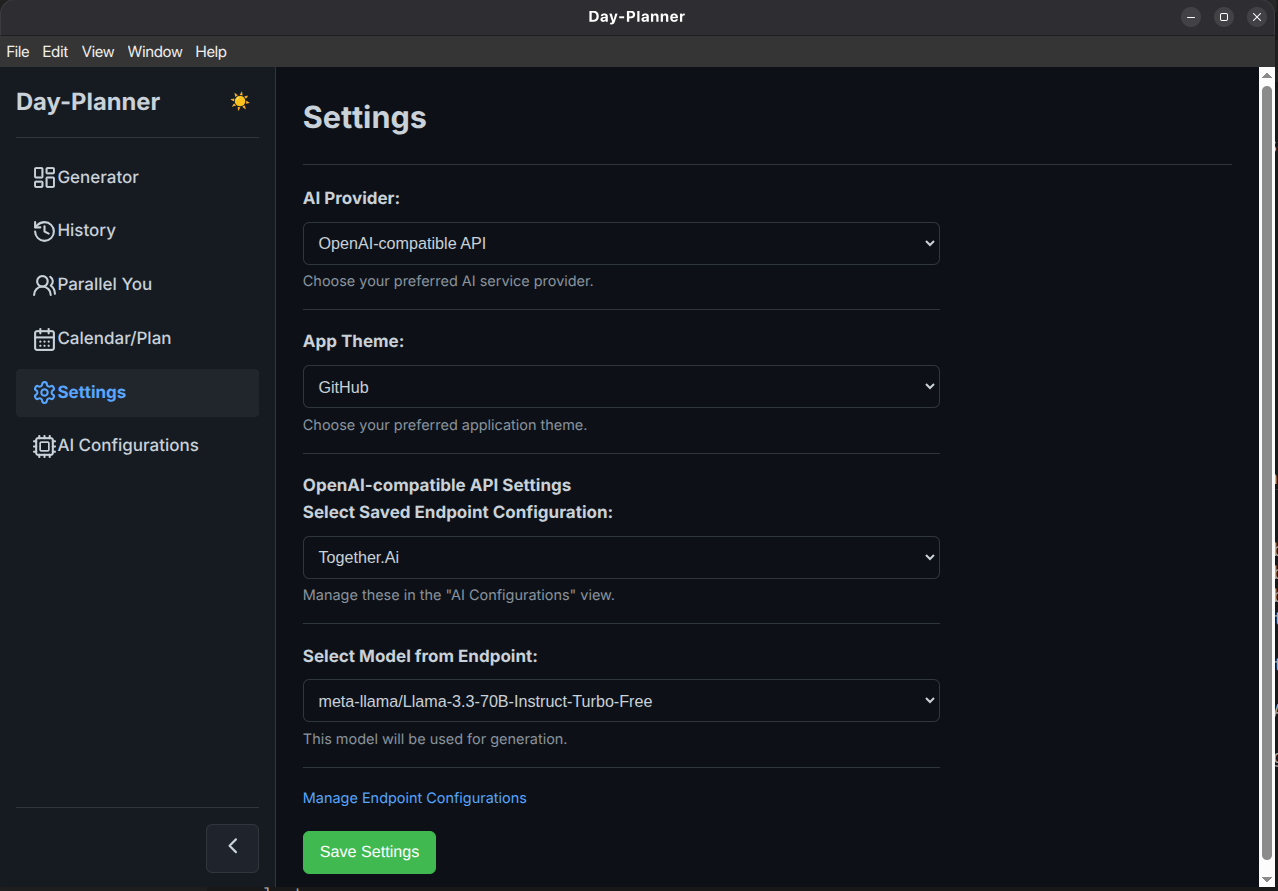 Day-Planner
File Edit View Window Help
Day-Planner
Generator
History
Parallel You
Calendar/Plan
Settings
AI Configurations
Settings
AI Provider:
OpenAI-compatible API
Choose your preferred AI service provider.
App Theme:
GitHub
Choose your preferred application theme.
OpenAI-compatible API Settings
Select Saved Endpoint Configuration:
Together.Ai
Manage these in the "AI Configurations" view.
Select Model from Endpoint:
meta-llama/Llama-3.3-70B-Instruct-Turbo-Free
This model will be used for generation.
Manage Endpoint Configurations
Save Settings